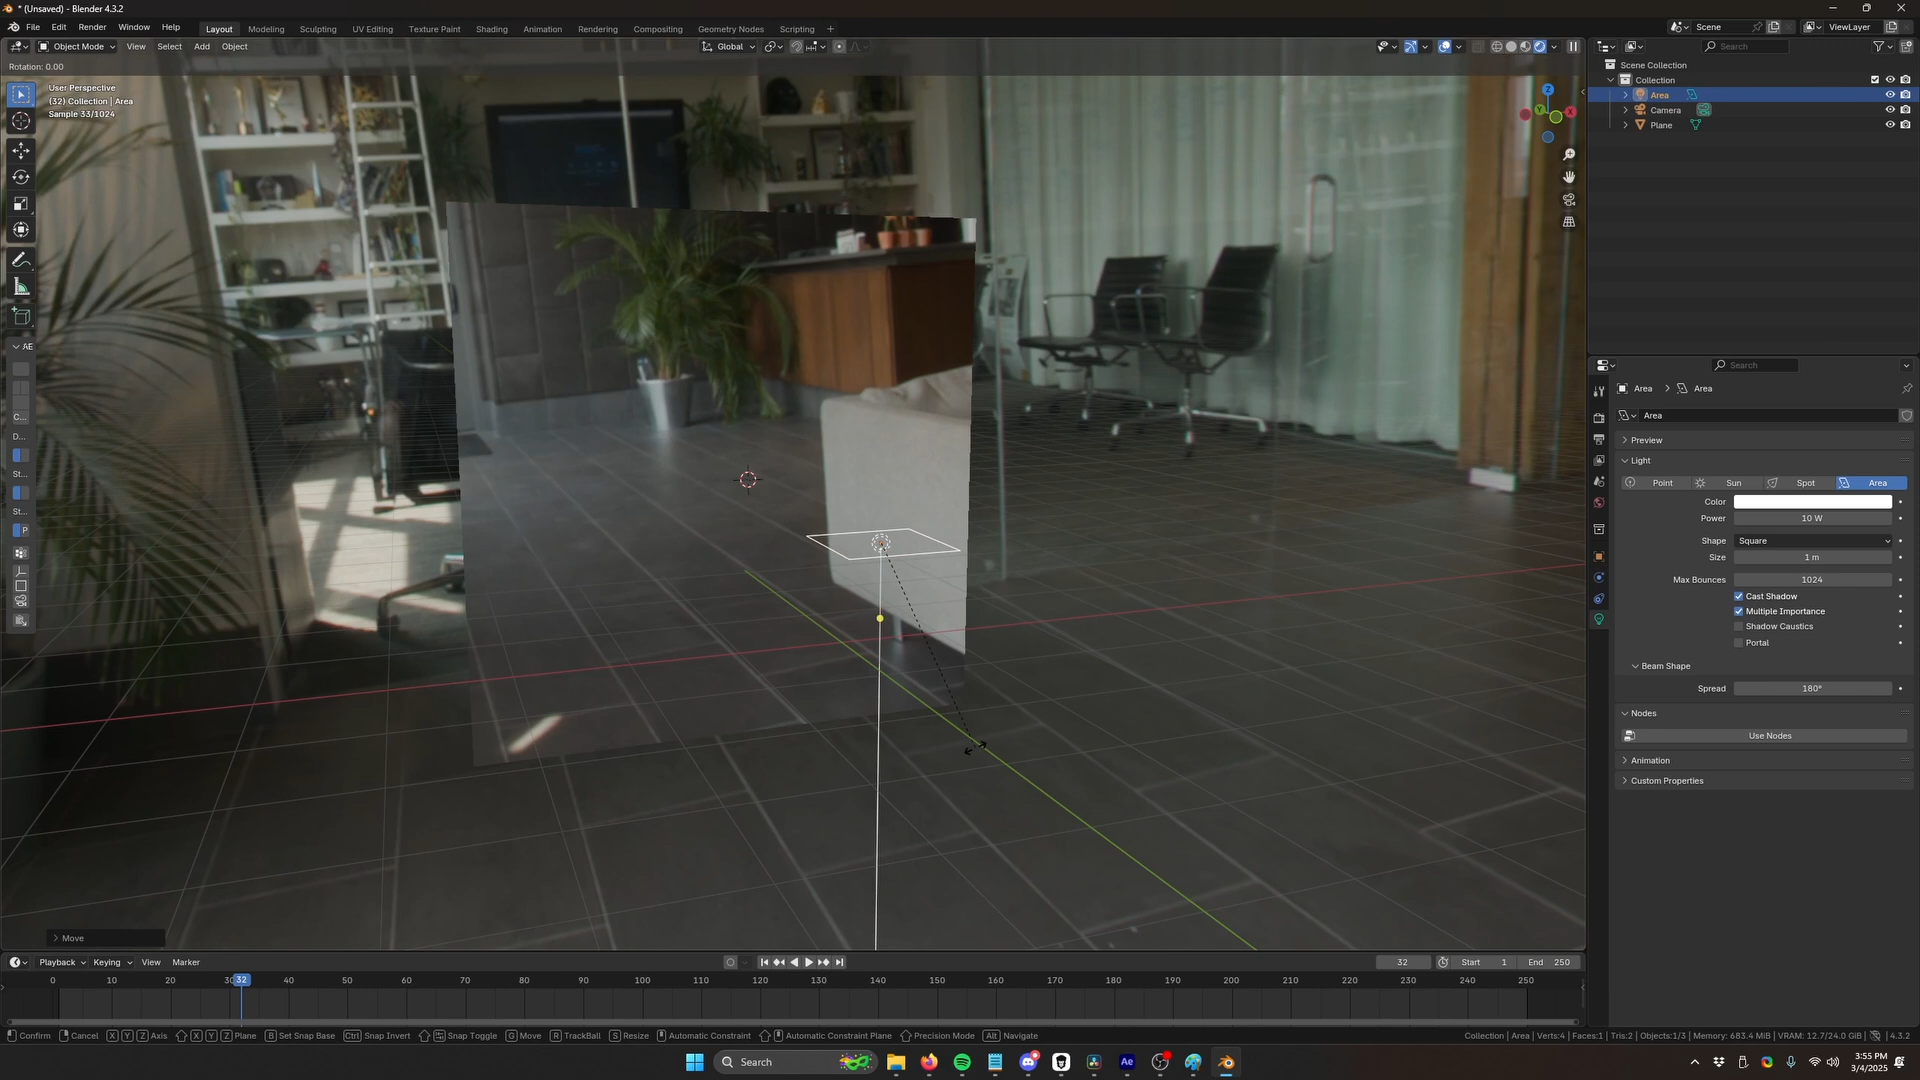 * (Unsaved) - Blender 4.3.2
File Edit Render Window Help
Layout Modeling Sculpting UV Editing Texture Paint Shading Animation Rendering Compositing Geometry Nodes Scripting +
Scene
ViewLayer
Object Mode View Select Add Object
Global
Search
Rotation: 0.00
User Perspective
(32) Collection | Area
Sample 33/1024
Scene Collection
Collection
Area
Camera
Plane
X
Y
Z
AE
C...
D...
St...
St...
P
Search
Area > Area
Area
Preview
Light
Point Sun Spot Area
Color
Power 10 W
Shape Square
Size 1 m
Max Bounces 1024
Cast Shadow
Multiple Importance
Shadow Caustics
Portal
Beam Shape
Spread 180°
Nodes
Use Nodes
Animation
Custom Properties
Move
Playback Keying View Marker
32 Start 1 End 250
0 10 20 30 32 40 50 60 70 80 90 100 110 120 130 140 150 160 170 180 190 200 210 220 230 240 250
Confirm Cancel X Y Z Axis X Y Z Plane B Set Snap Base Ctrl Snap Invert Snap Toggle G Move R TrackBall S Resize Automatic Constraint Automatic Constraint Plane Precision Mode Alt Navigate
Collection | Area | Verts:4 | Faces:1 | Tris:2 | Objects:1/3 | Memory: 683.4 MiB | VRAM: 12.7/24.0 GiB | 4.3.2
Search
Ae
3:55 PM
3/4/2025